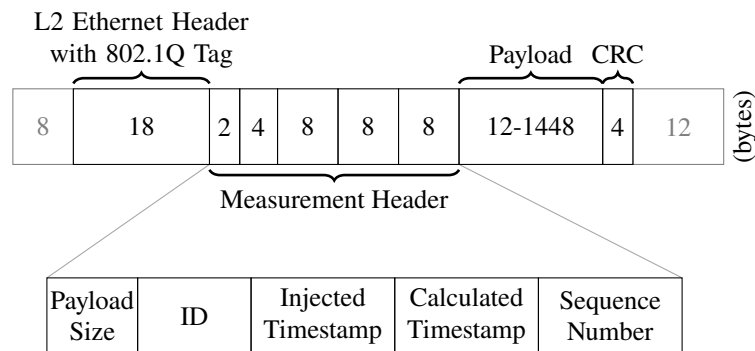 L2 Ethernet Header
with 802.1Q Tag
Payload CRC
8 18 2 4 8 8 8 12-1448 4 12 (bytes)
Measurement Header
Payload Size
ID
Injected Timestamp
Calculated Timestamp
Sequence Number